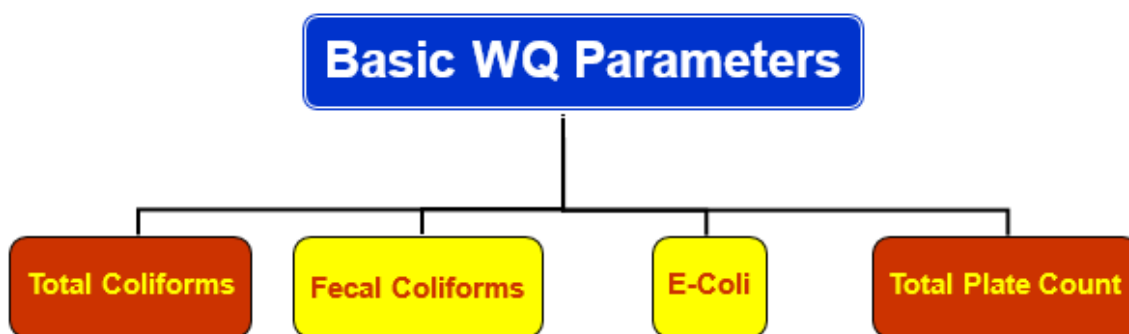 Basic WQ Parameters
Total Coliforms
Fecal Coliforms
E-Coli
Total Plate Count